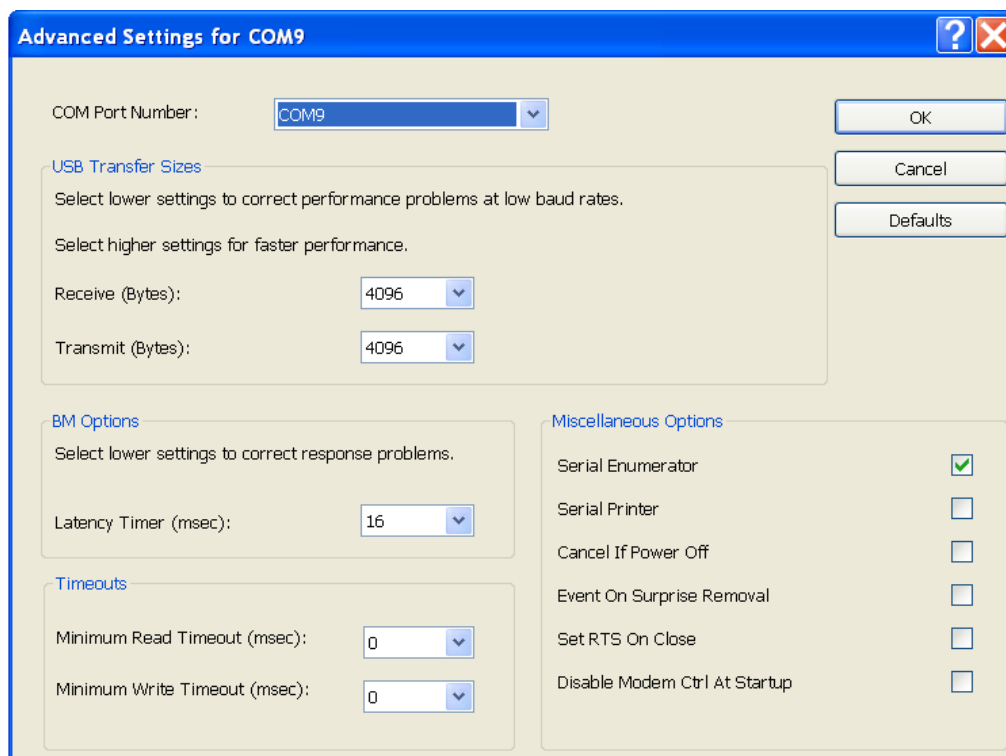 Advanced Settings for COM9
COM Port Number:
COM9
OK
Cancel
Defaults
USB Transfer Sizes
Select lower settings to correct performance problems at low baud rates.
Select higher settings for faster performance.
Receive (Bytes):
4096
Transmit (Bytes):
4096
BM Options
Select lower settings to correct response problems.
Latency Timer (msec):
16
Timeouts
Minimum Read Timeout (msec):
0
Minimum Write Timeout (msec):
0
Miscellaneous Options
Serial Enumerator
Serial Printer
Cancel If Power Off
Event On Surprise Removal
Set RTS On Close
Disable Modem Ctrl At Startup